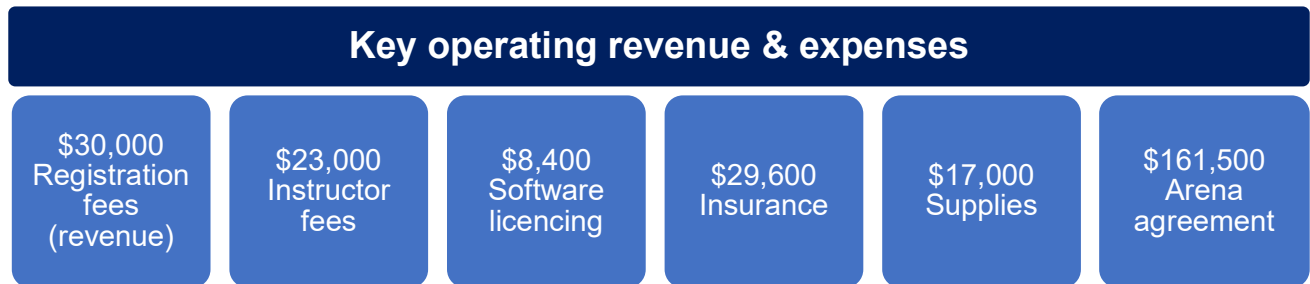 Key operating revenue & expenses
$30,000
Registration
fees
(revenue)
$23,000
Instructor
fees
$8,400
Software
licencing
$29,600
Insurance
$17,000
Supplies
$161,500
Arena
agreement